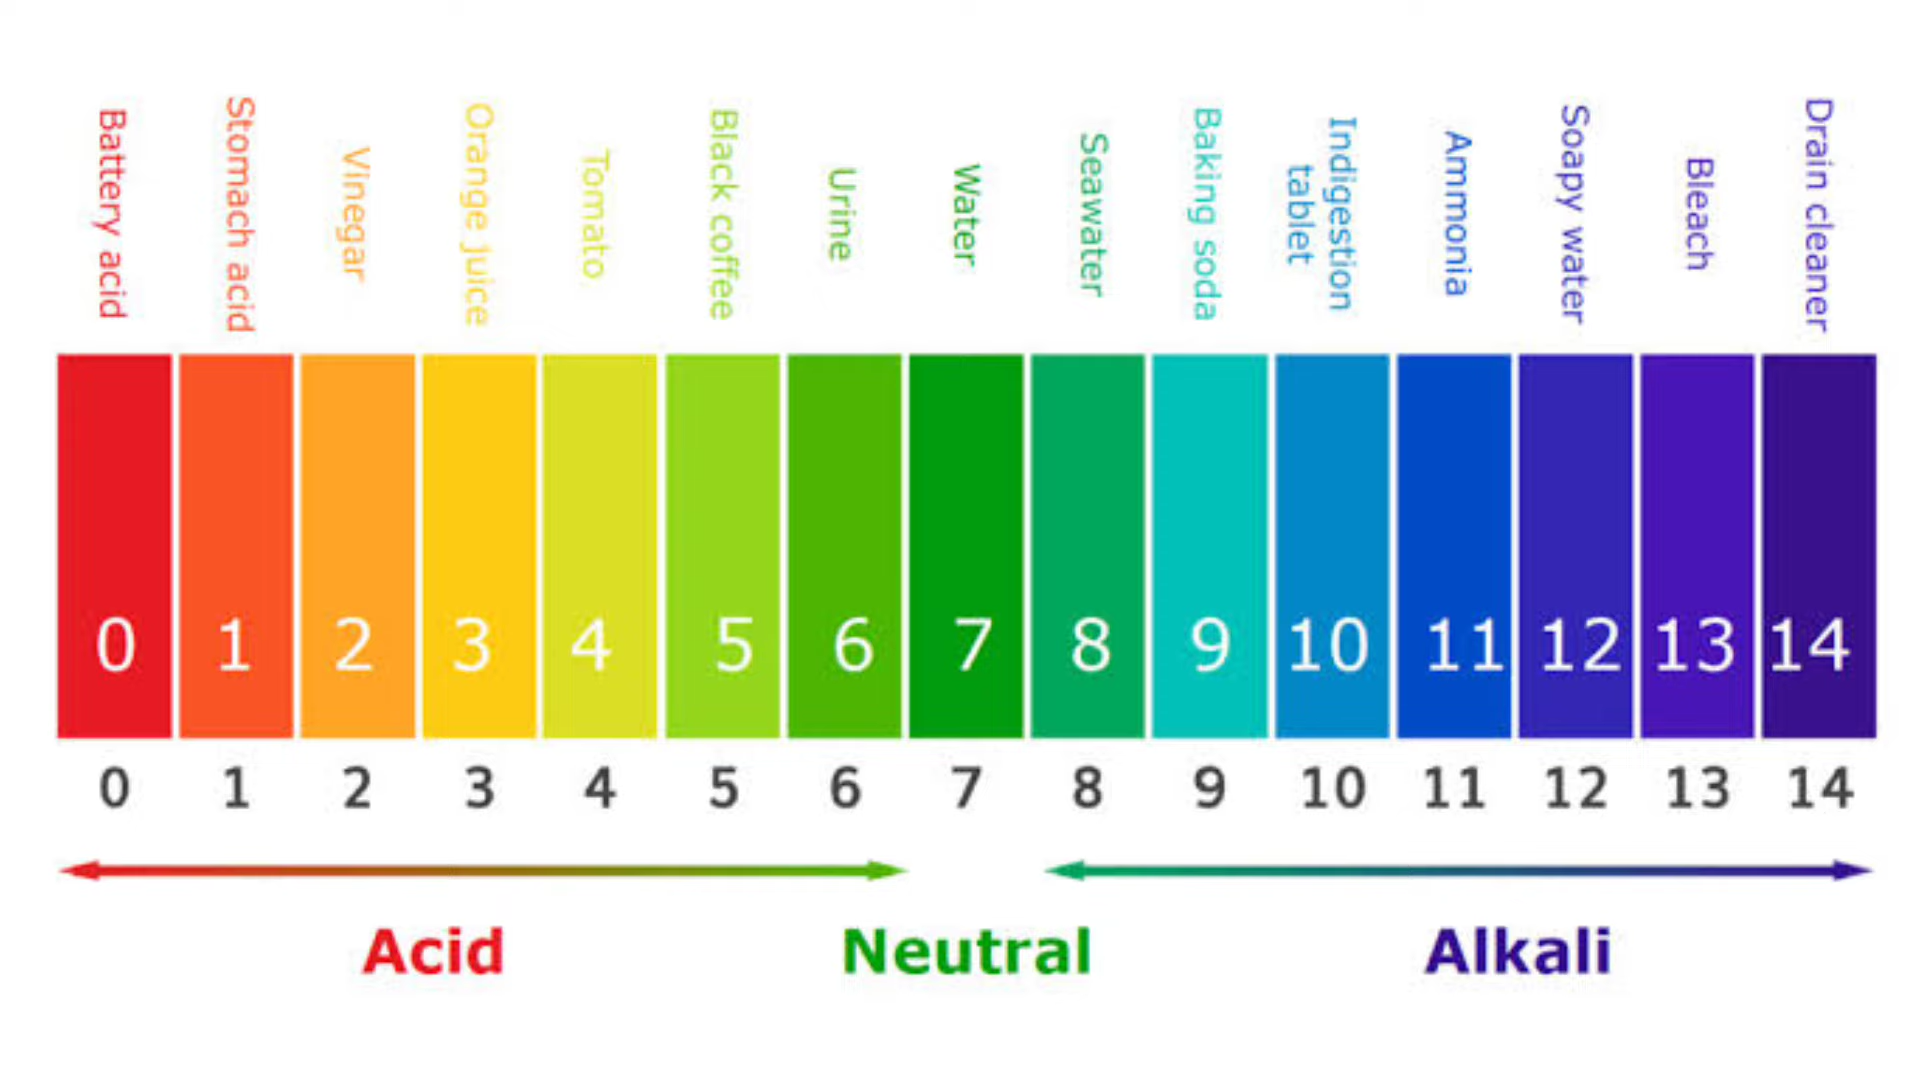 Battery acid
Stomach acid
Vinegar
Orange juice
Tomato
Black coffee
Urine
Water
Seawater
Baking soda
Indigestion
tablet
Ammonia
Soapy water
Bleach
Drain cleaner
0 1 2 3 4 5 6 7 8 9 10 11 12 13 14
0 1 2 3 4 5 6 7 8 9 10 11 12 13 14
Acid Neutral Alkali